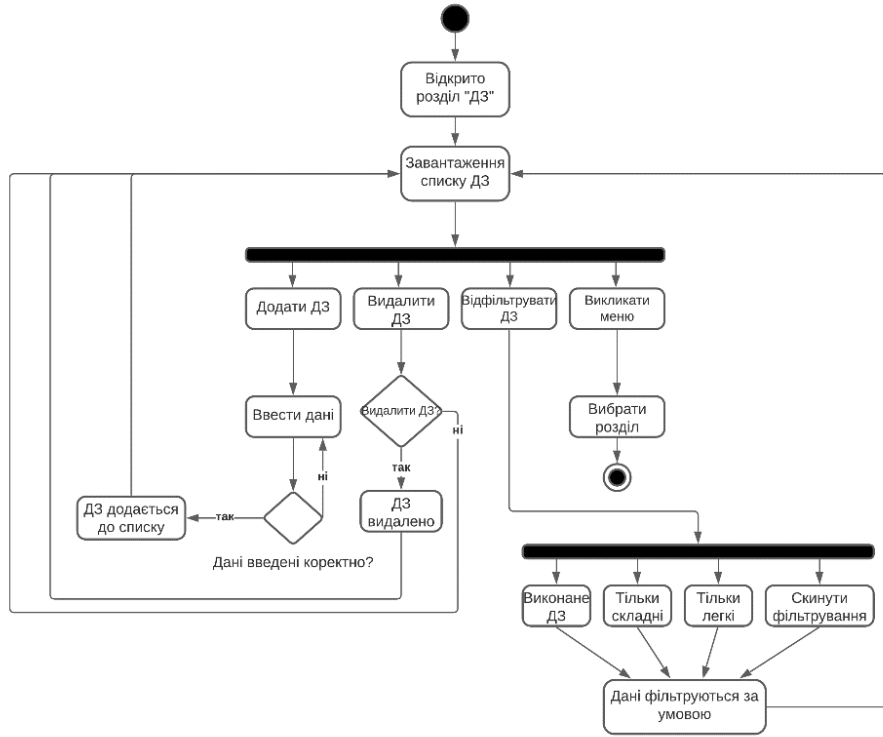 Відкрито
розділ "ДЗ"
Завантаження
списку ДЗ
Додати ДЗ
Видалити
ДЗ
Відфільтрувати
ДЗ
Викликати
меню
Ввести дані
Видалити ДЗ?
ні
Вибрати
розділ
так
ні
ДЗ додається
до списку
так
ДЗ
видалено
Дані введені коректно?
Виконане
ДЗ
Тільки
складні
Тільки
легкі
Скинути
фільтрування
Дані фільтруються за
умовою